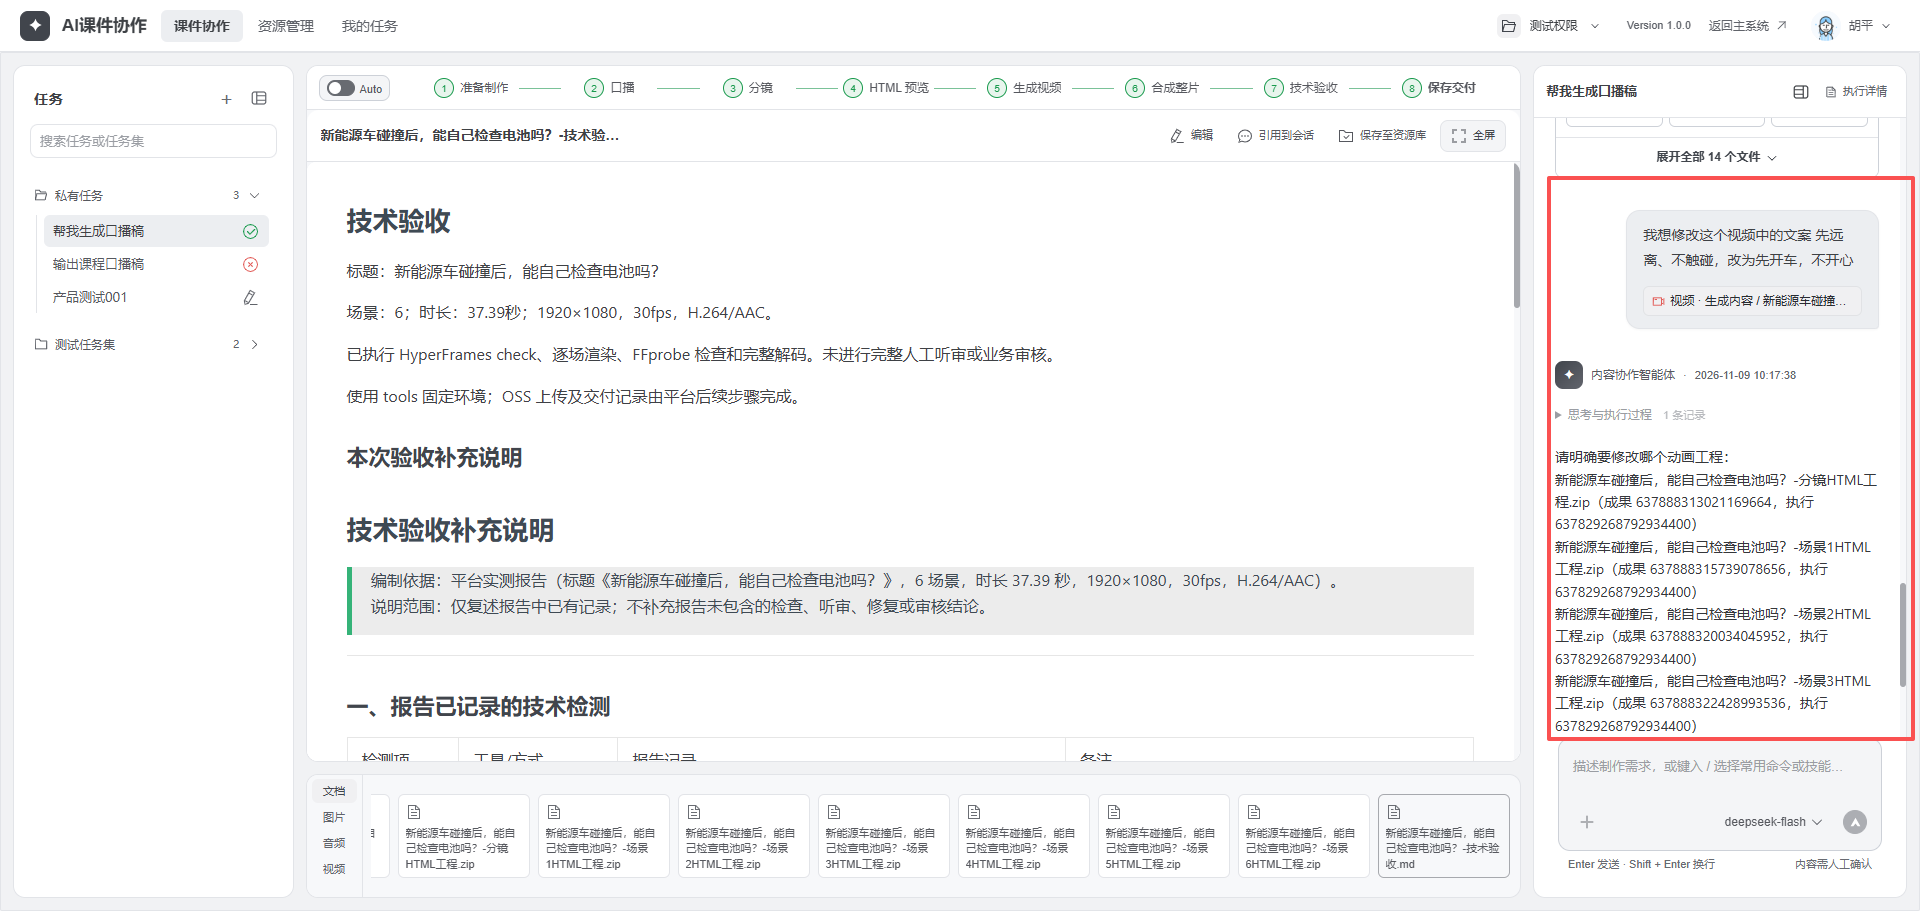 AI课件协作
课件协作
资源管理
我的任务
测试权限
Version 1.0.0
返回主系统
胡平
任务
搜索任务或任务集
私有任务
3
帮我生成口播稿
输出课程口播稿
产品测试001
测试任务集
2
Auto
1 准备制作
2 口播
3 分镜
4 HTML 预览
5 生成视频
6 合成整片
7 技术验收
8 保存交付
新能源车碰撞后，能自己检查电池吗？-技术验...
编辑
引用到会话
保存至资源库
全屏
技术验收
标题：新能源车碰撞后，能自己检查电池吗？
场景：6；时长：37.39秒；1920×1080，30fps，H.264/AAC。
已执行 HyperFrames check、逐场渲染、FFprobe 检查和完整解码。未进行完整人工听审或业务审核。
使用 tools 固定环境；OSS 上传及交付记录由平台后续步骤完成。
本次验收补充说明
技术验收补充说明
编制依据：平台实测报告（标题《新能源车碰撞后，能自己检查电池吗？》，6 场景，时长 37.39 秒，1920×1080，30fps，H.264/AAC）。
说明范围：仅复述报告中已有记录；不补充报告未包含的检查、听审、修复或审核结论。
一、报告已记录的技术检测
检测项
工具/方式
报告记录
备注
文档
图片
音频
视频
新能源车碰撞后，能自
己检查电池吗？-分镜
HTML工程.zip
新能源车碰撞后，能自
己检查电池吗？-场景
1HTML工程.zip
新能源车碰撞后，能自
己检查电池吗？-场景
2HTML工程.zip
新能源车碰撞后，能自
己检查电池吗？-场景
3HTML工程.zip
新能源车碰撞后，能自
己检查电池吗？-场景
4HTML工程.zip
新能源车碰撞后，能自
己检查电池吗？-场景
5HTML工程.zip
新能源车碰撞后，能自
己检查电池吗？-场景
6HTML工程.zip
新能源车碰撞后，能自
己检查电池吗？-技术验
收.md
帮我生成口播稿
执行详情
展开全部 14 个文件
我想修改这个视频中的文案 先远
离、不触碰，改为先开车，不开心
视频 · 生成内容 / 新能源车碰撞...
内容协作智能体 · 2026-11-09 10:17:38
思考与执行过程 1 条记录
请明确要修改哪个动画工程：
新能源车碰撞后，能自己检查电池吗？-分镜HTML工
程.zip（成果 637888313021169664，执行
637829268792934400）
新能源车碰撞后，能自己检查电池吗？-场景1HTML
工程.zip（成果 637888315739078656，执行
637829268792934400）
新能源车碰撞后，能自己检查电池吗？-场景2HTML
工程.zip（成果 637888320034045952，执行
637829268792934400）
新能源车碰撞后，能自己检查电池吗？-场景3HTML
工程.zip（成果 637888322428993536，执行
637829268792934400）
描述制作需求，或键入 / 选择常用命令或技能...
deepseek-flash
Enter 发送 · Shift + Enter 换行
内容需人工确认